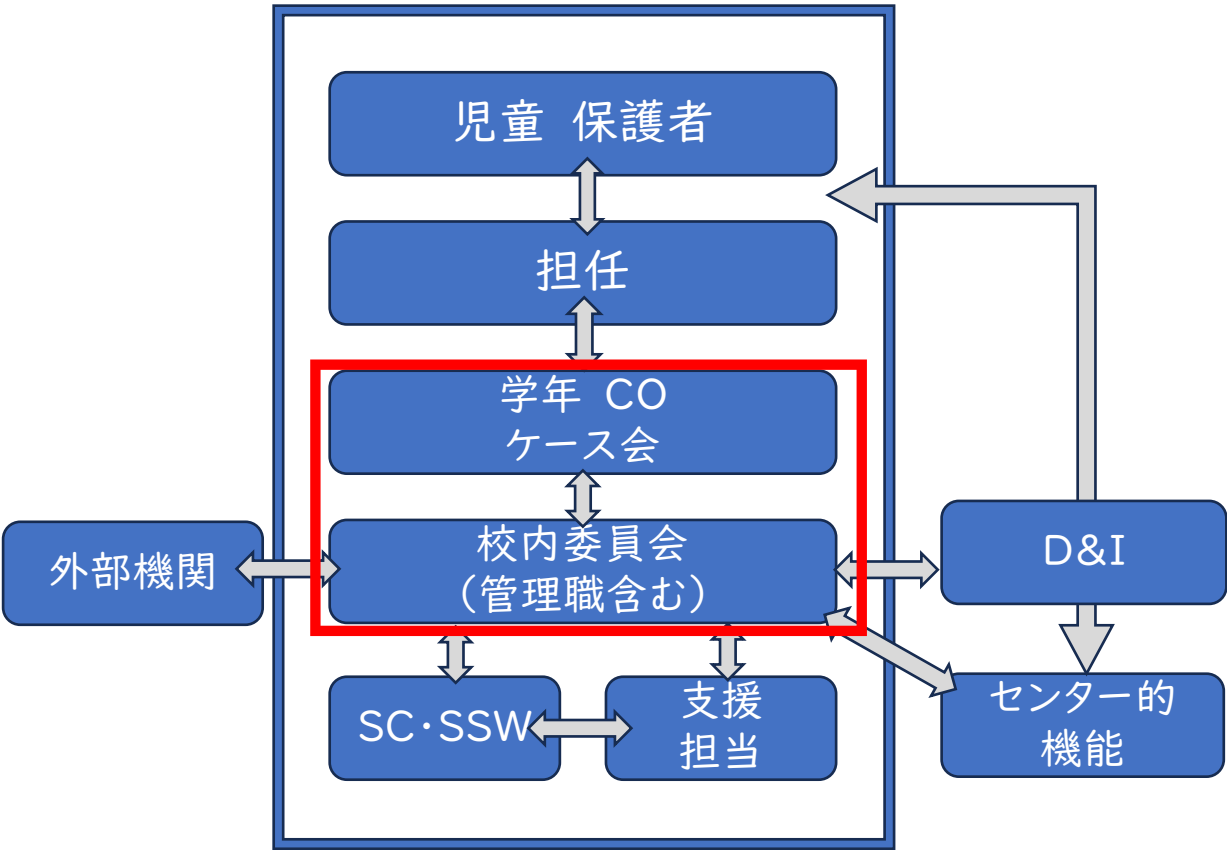 児童 保護者
担任
学年 CO
ケース会
校内委員会
（管理職含む）
外部機関
D&I
SC・SSW
支援
担当
センター的
機能